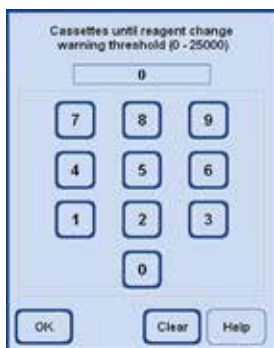 Cassettes until reagent change
warning threshold (0 - 25000)
0
7 8 9
4 5 6
1 2 3
0
OK Clear Help